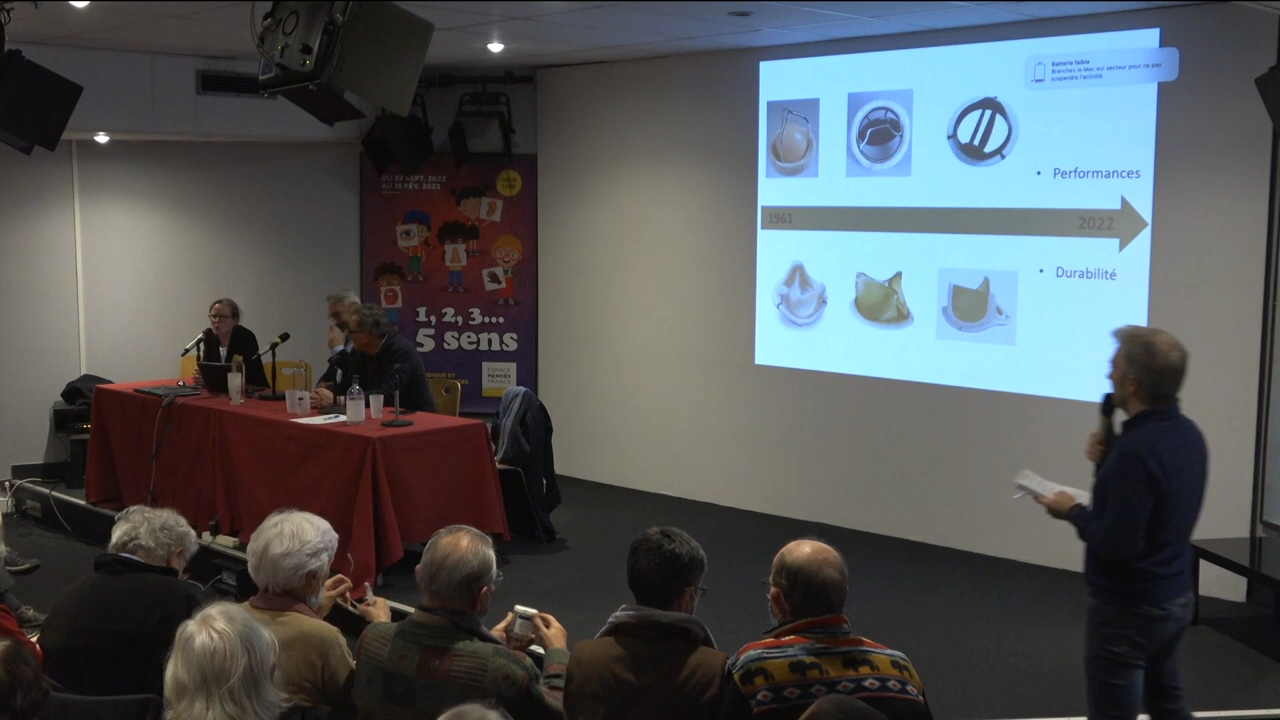 Batterie faible
Branchez le Mac sur secteur pour ne pas
suspendre l'activité
• Performances
1961
2022
• Durabilité
DU 22 SEPT. 2022
AU 18 FÉV. 2023
1, 2, 3...
5 sens
ESPACE
MENDÈS
FRANCE